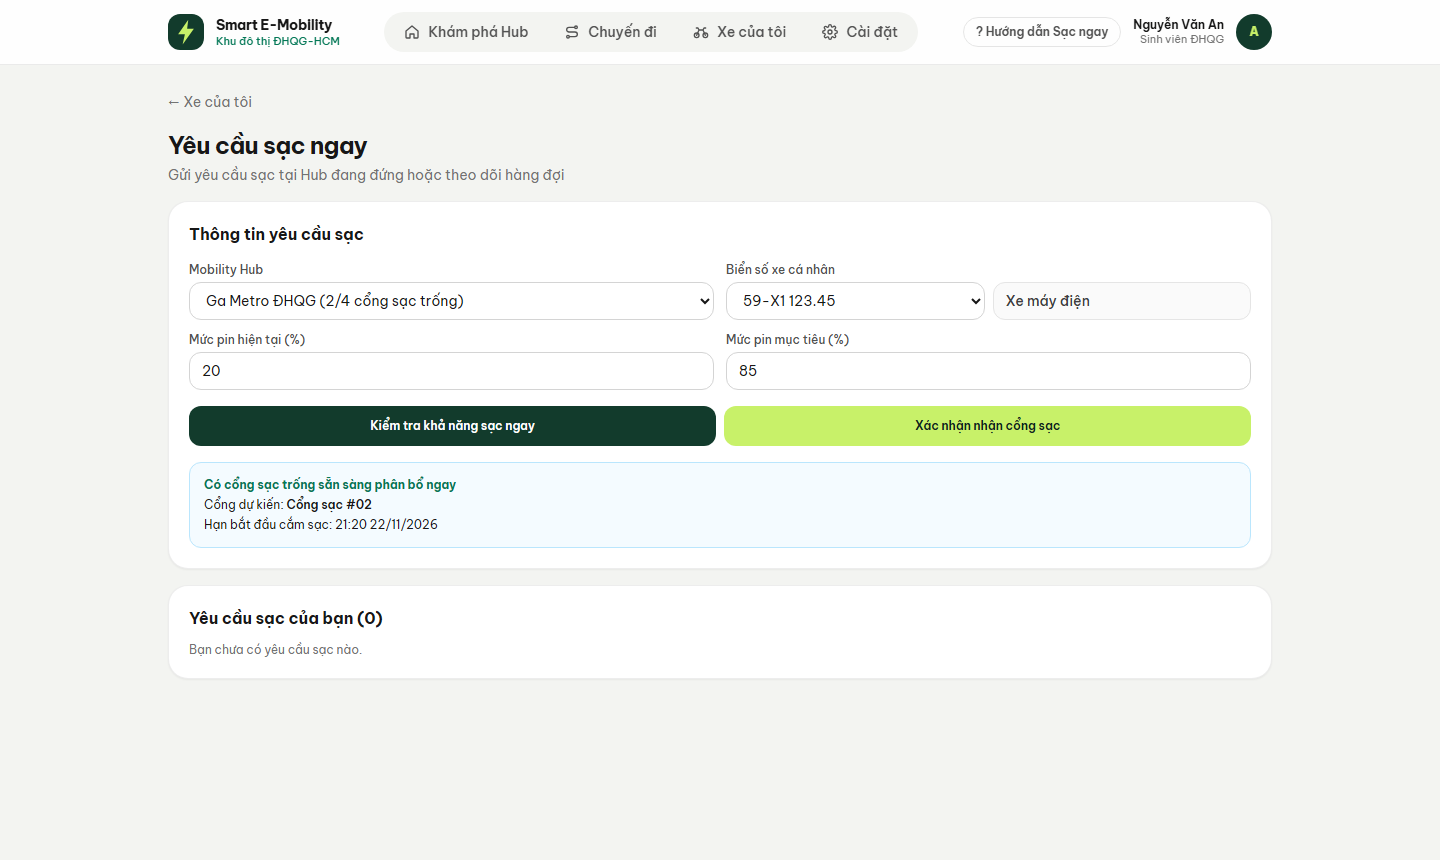 Smart E-Mobility
Khu đô thị ĐHQG-HCM
Khám phá Hub
Chuyến đi
Xe của tôi
Cài đặt
? Hướng dẫn Sạc ngay
Nguyễn Văn An
Sinh viên ĐHQG
A
← Xe của tôi
Yêu cầu sạc ngay
Gửi yêu cầu sạc tại Hub đang đứng hoặc theo dõi hàng đợi
Thông tin yêu cầu sạc
Mobility Hub
Biển số xe cá nhân
Ga Metro ĐHQG (2/4 cổng sạc trống)
59-X1 123.45
Xe máy điện
Mức pin hiện tại (%)
Mức pin mục tiêu (%)
20
85
Kiểm tra khả năng sạc ngay
Xác nhận nhận cổng sạc
Có cổng sạc trống sẵn sàng phân bổ ngay
Cổng dự kiến: Cổng sạc #02
Hạn bắt đầu cắm sạc: 21:20 22/11/2026
Yêu cầu sạc của bạn (0)
Bạn chưa có yêu cầu sạc nào.